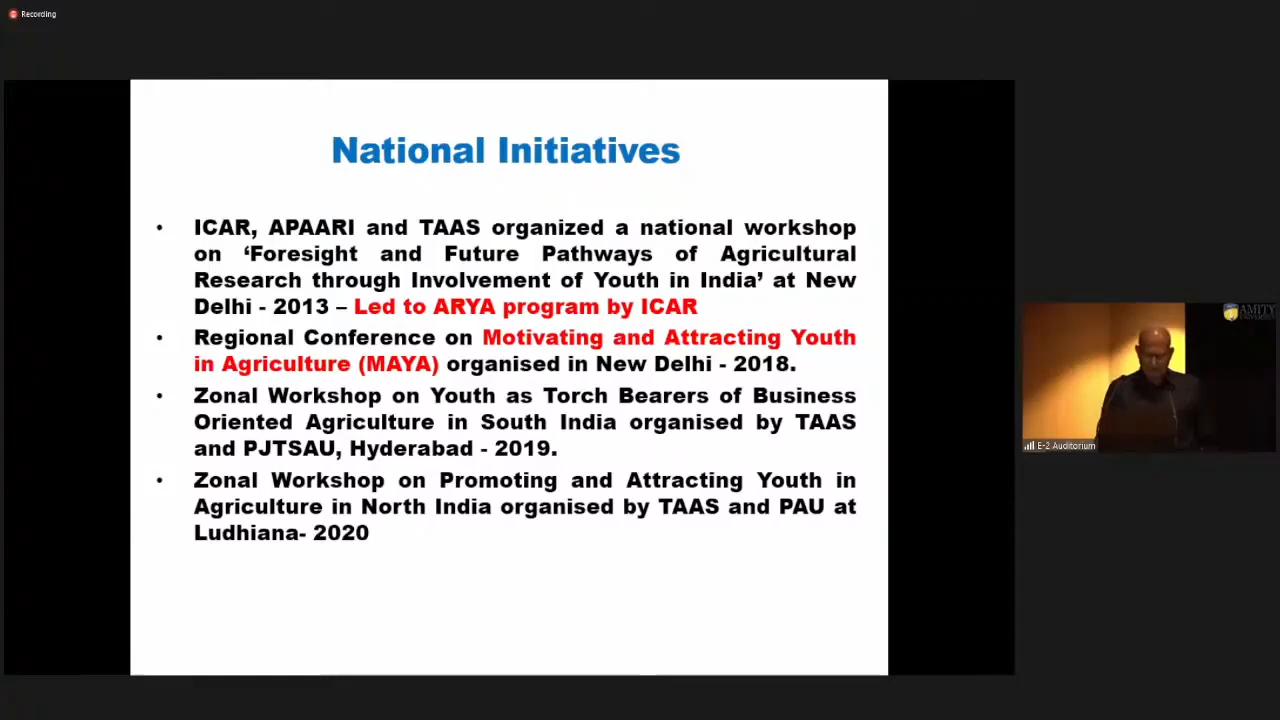 Recording
National Initiatives
• ICAR, APAARI and TAAS organized a national workshop
on ‘Foresight and Future Pathways of Agricultural
Research through Involvement of Youth in India’ at New
Delhi - 2013 – Led to ARYA program by ICAR
• Regional Conference on Motivating and Attracting Youth
in Agriculture (MAYA) organised in New Delhi - 2018.
• Zonal Workshop on Youth as Torch Bearers of Business
Oriented Agriculture in South India organised by TAAS
and PJTSAU, Hyderabad - 2019.
• Zonal Workshop on Promoting and Attracting Youth in
Agriculture in North India organised by TAAS and PAU at
Ludhiana- 2020
AMITY
UNIVERSITY
E-2 Auditorium